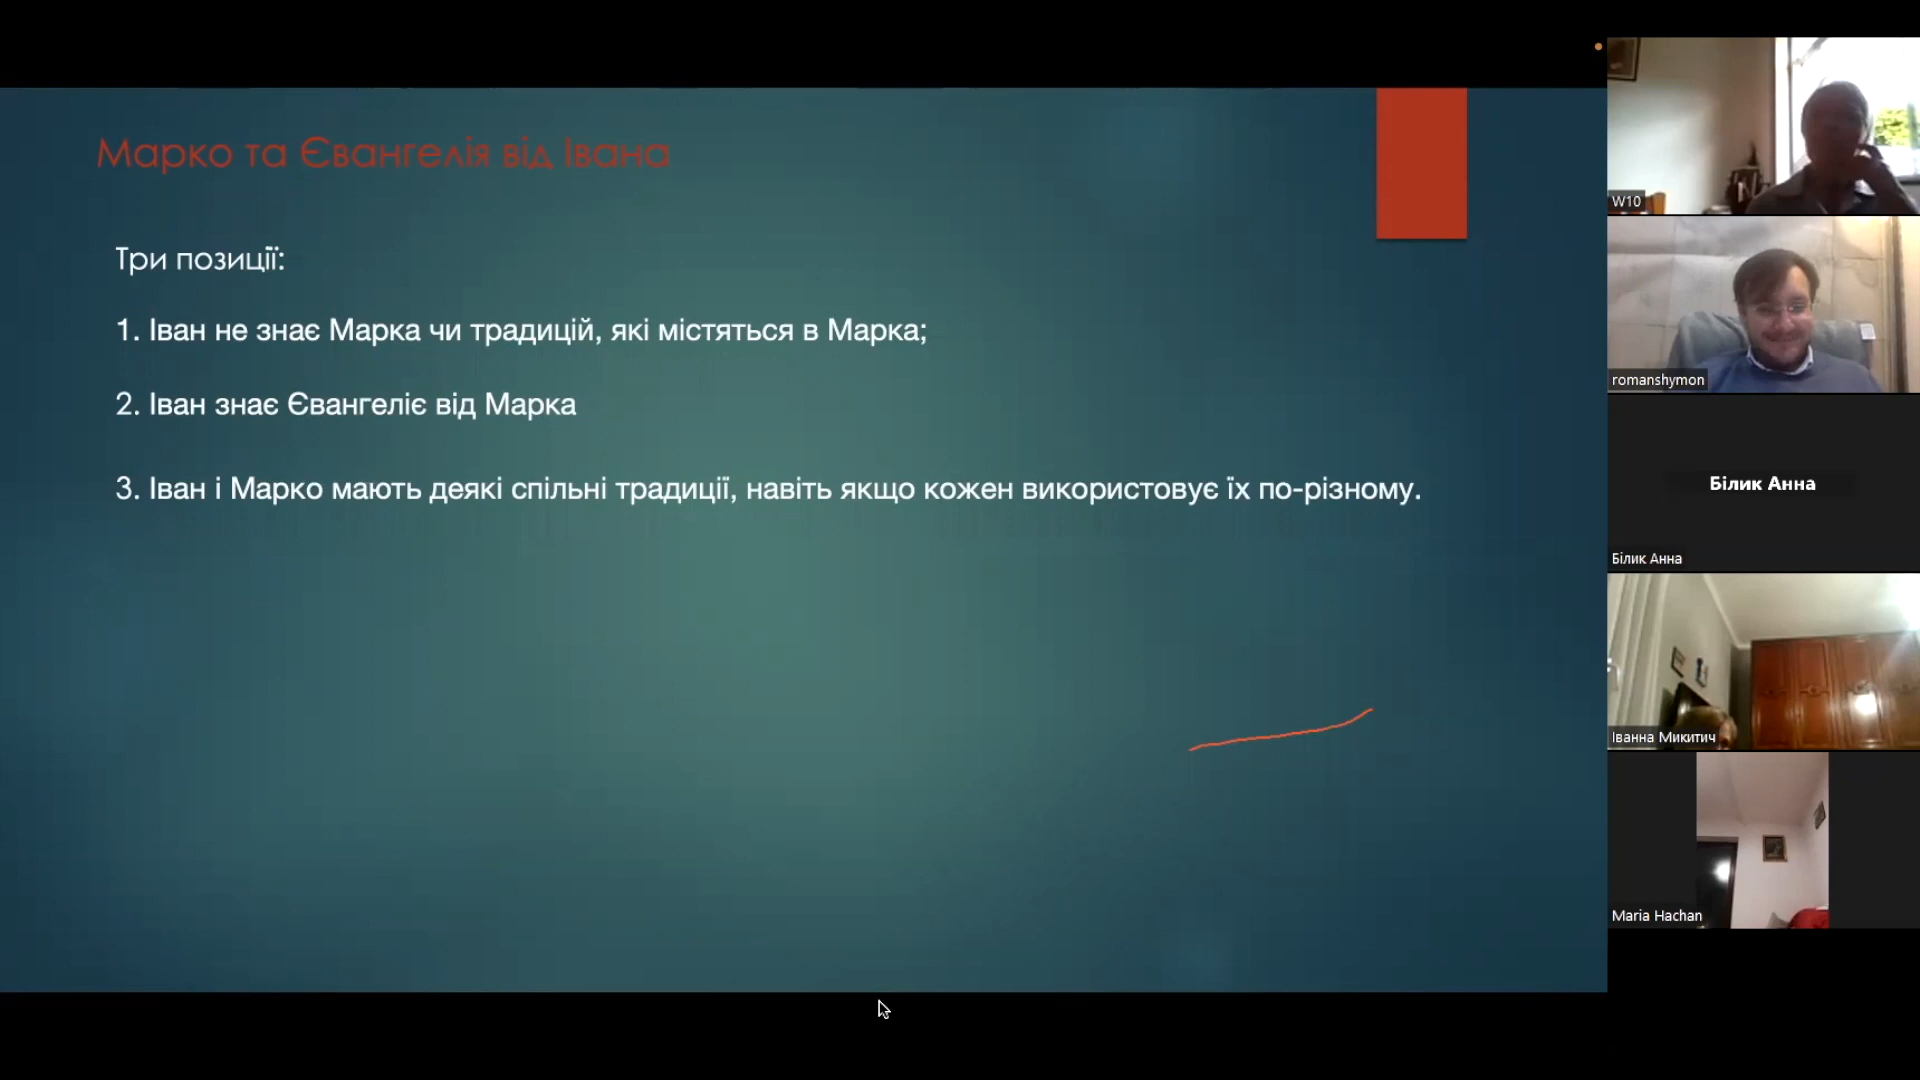 Марко та Євангелія від Івана
Три позиції:
1. Іван не знає Марка чи традицій, які містяться в Марка;
2. Іван знає Євангеліє від Марка
3. Іван і Марко мають деякі спільні традиції, навіть якщо кожен використовує їх по-різному.
W10
romanshymon
Білик Анна
Білик Анна
Іванна Микитич
Maria Hachan